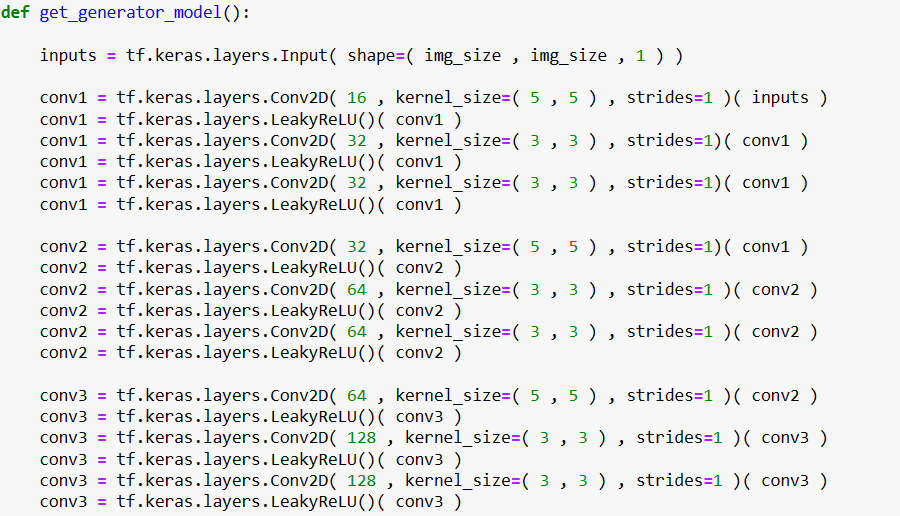 def get_generator_model():
inputs = tf.keras.layers.Input( shape=( img_size , img_size , 1 ) )
conv1 = tf.keras.layers.Conv2D( 16 , kernel_size=( 5 , 5 ) , strides=1 )( inputs )
conv1 = tf.keras.layers.LeakyReLU()( conv1 )
conv1 = tf.keras.layers.Conv2D( 32 , kernel_size=( 3 , 3 ) , strides=1)( conv1 )
conv1 = tf.keras.layers.LeakyReLU()( conv1 )
conv1 = tf.keras.layers.Conv2D( 32 , kernel_size=( 3 , 3 ) , strides=1)( conv1 )
conv1 = tf.keras.layers.LeakyReLU()( conv1 )
conv2 = tf.keras.layers.Conv2D( 32 , kernel_size=( 5 , 5 ) , strides=1)( conv1 )
conv2 = tf.keras.layers.LeakyReLU()( conv2 )
conv2 = tf.keras.layers.Conv2D( 64 , kernel_size=( 3 , 3 ) , strides=1 )( conv2 )
conv2 = tf.keras.layers.LeakyReLU()( conv2 )
conv2 = tf.keras.layers.Conv2D( 64 , kernel_size=( 3 , 3 ) , strides=1 )( conv2 )
conv2 = tf.keras.layers.LeakyReLU()( conv2 )
conv3 = tf.keras.layers.Conv2D( 64 , kernel_size=( 5 , 5 ) , strides=1 )( conv2 )
conv3 = tf.keras.layers.LeakyReLU()( conv3 )
conv3 = tf.keras.layers.Conv2D( 128 , kernel_size=( 3 , 3 ) , strides=1 )( conv3 )
conv3 = tf.keras.layers.LeakyReLU()( conv3 )
conv3 = tf.keras.layers.Conv2D( 128 , kernel_size=( 3 , 3 ) , strides=1 )( conv3 )
conv3 = tf.keras.layers.LeakyReLU()( conv3 )